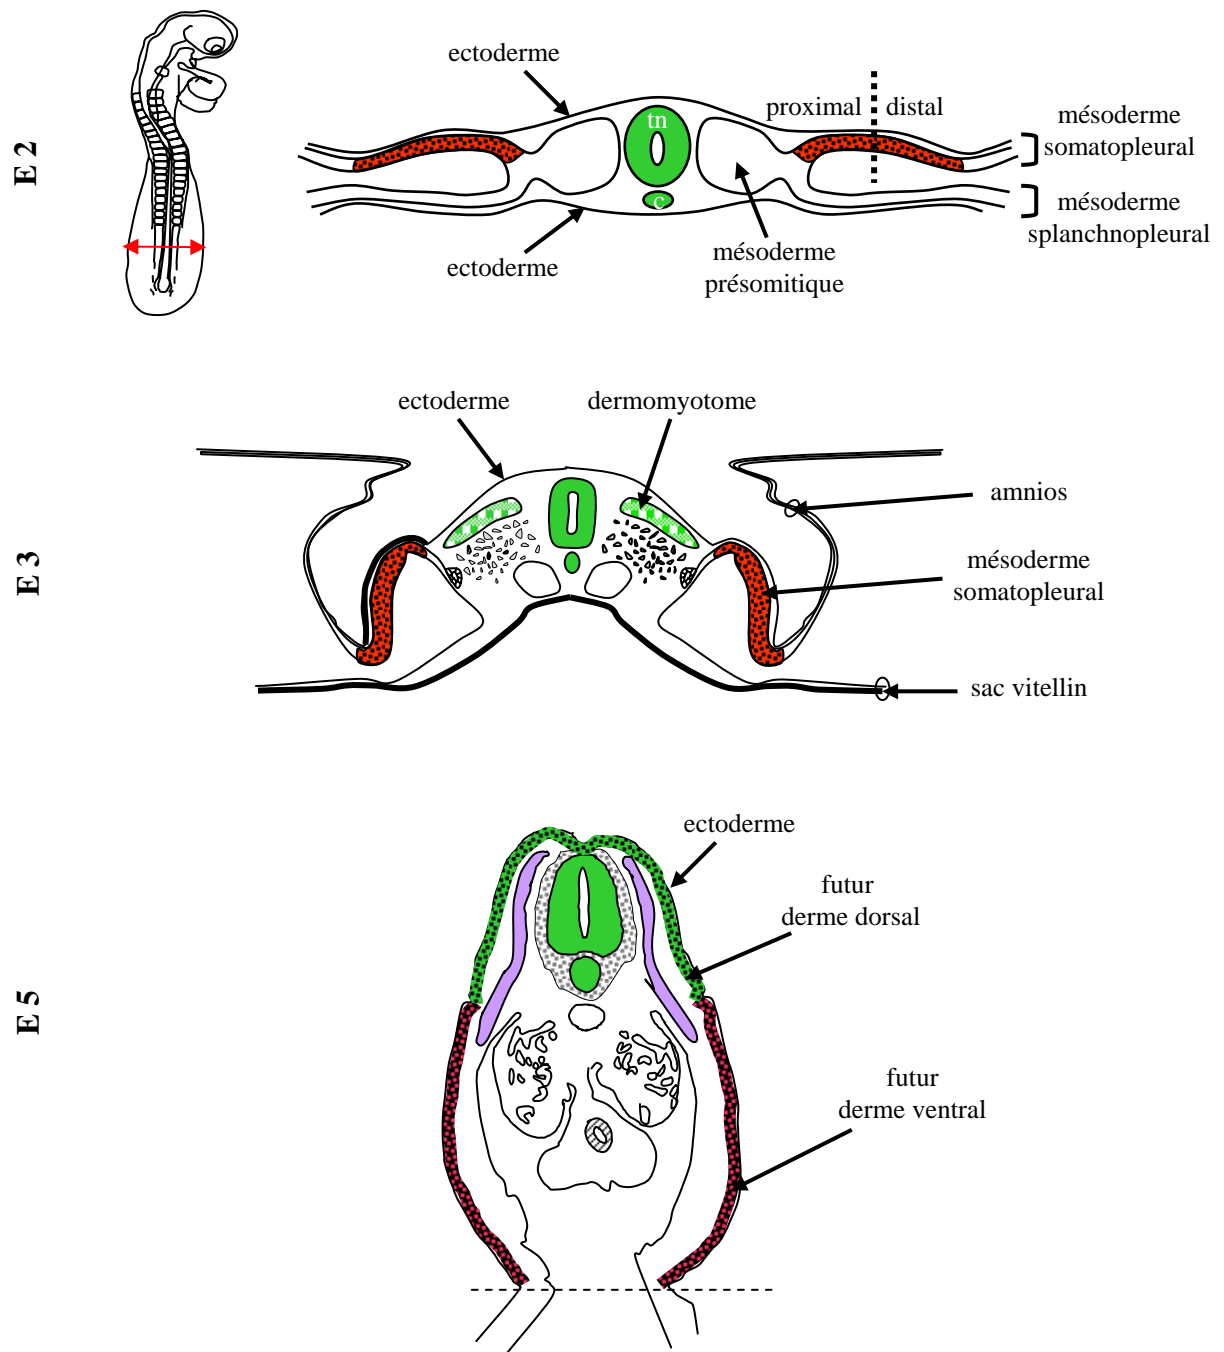 E 2
ectoderme
tn
proximal distal
mésoderme
somatopleural
c
mésoderme
splanchnopleural
ectoderme
mésoderme
présomitique
E 3
ectoderme
dermomyotome
amnios
mésoderme
somatopleural
sac vitellin
E 5
ectoderme
futur
derme dorsal
futur
derme ventral